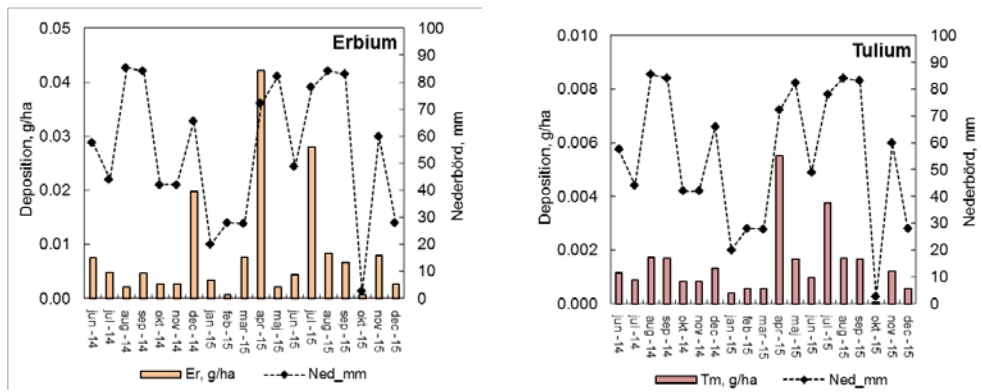 Erbium
Deposition, g/ha
0.05
0.04
0.03
0.02
0.01
0.00
100
90
80
70
60
50
40
30
20
10
0
Nederbörd, mm
jun -14
jul -14
aug -14
sep -14
okt -14
nov -14
dec -14
jan -15
feb -15
mar -15
apr -15
maj -15
jun -15
jul -15
aug -15
sep -15
okt -15
nov -15
dec -15
Er, g/ha
Ned_mm
Tulium
Deposition, g/ha
0.010
0.008
0.006
0.004
0.002
0.000
100
90
80
70
60
50
40
30
20
10
0
Nederbörd, mm
jun -14
jul -14
aug -14
sep -14
okt -14
nov -14
dec -14
jan -15
feb -15
mar -15
apr -15
maj -15
jun -15
jul -15
aug -15
sep -15
okt -15
nov -15
dec -15
Tm, g/ha
Ned_mm